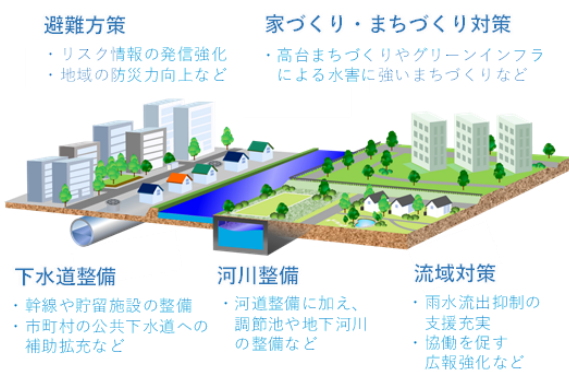 避難方策
・リスク情報の発信強化
・地域の防災力向上など
家づくり・まちづくり対策
・高台まちづくりやグリーンインフラ
による水害に強いまちづくりなど
下水道整備
・幹線や貯留施設の整備
・市町村の公共下水道への
補助拡充など
河川整備
・河道整備に加え、
調節池や地下河川
の整備など
流域対策
・雨水流出抑制の
支援充実
・協働を促す
広報強化など